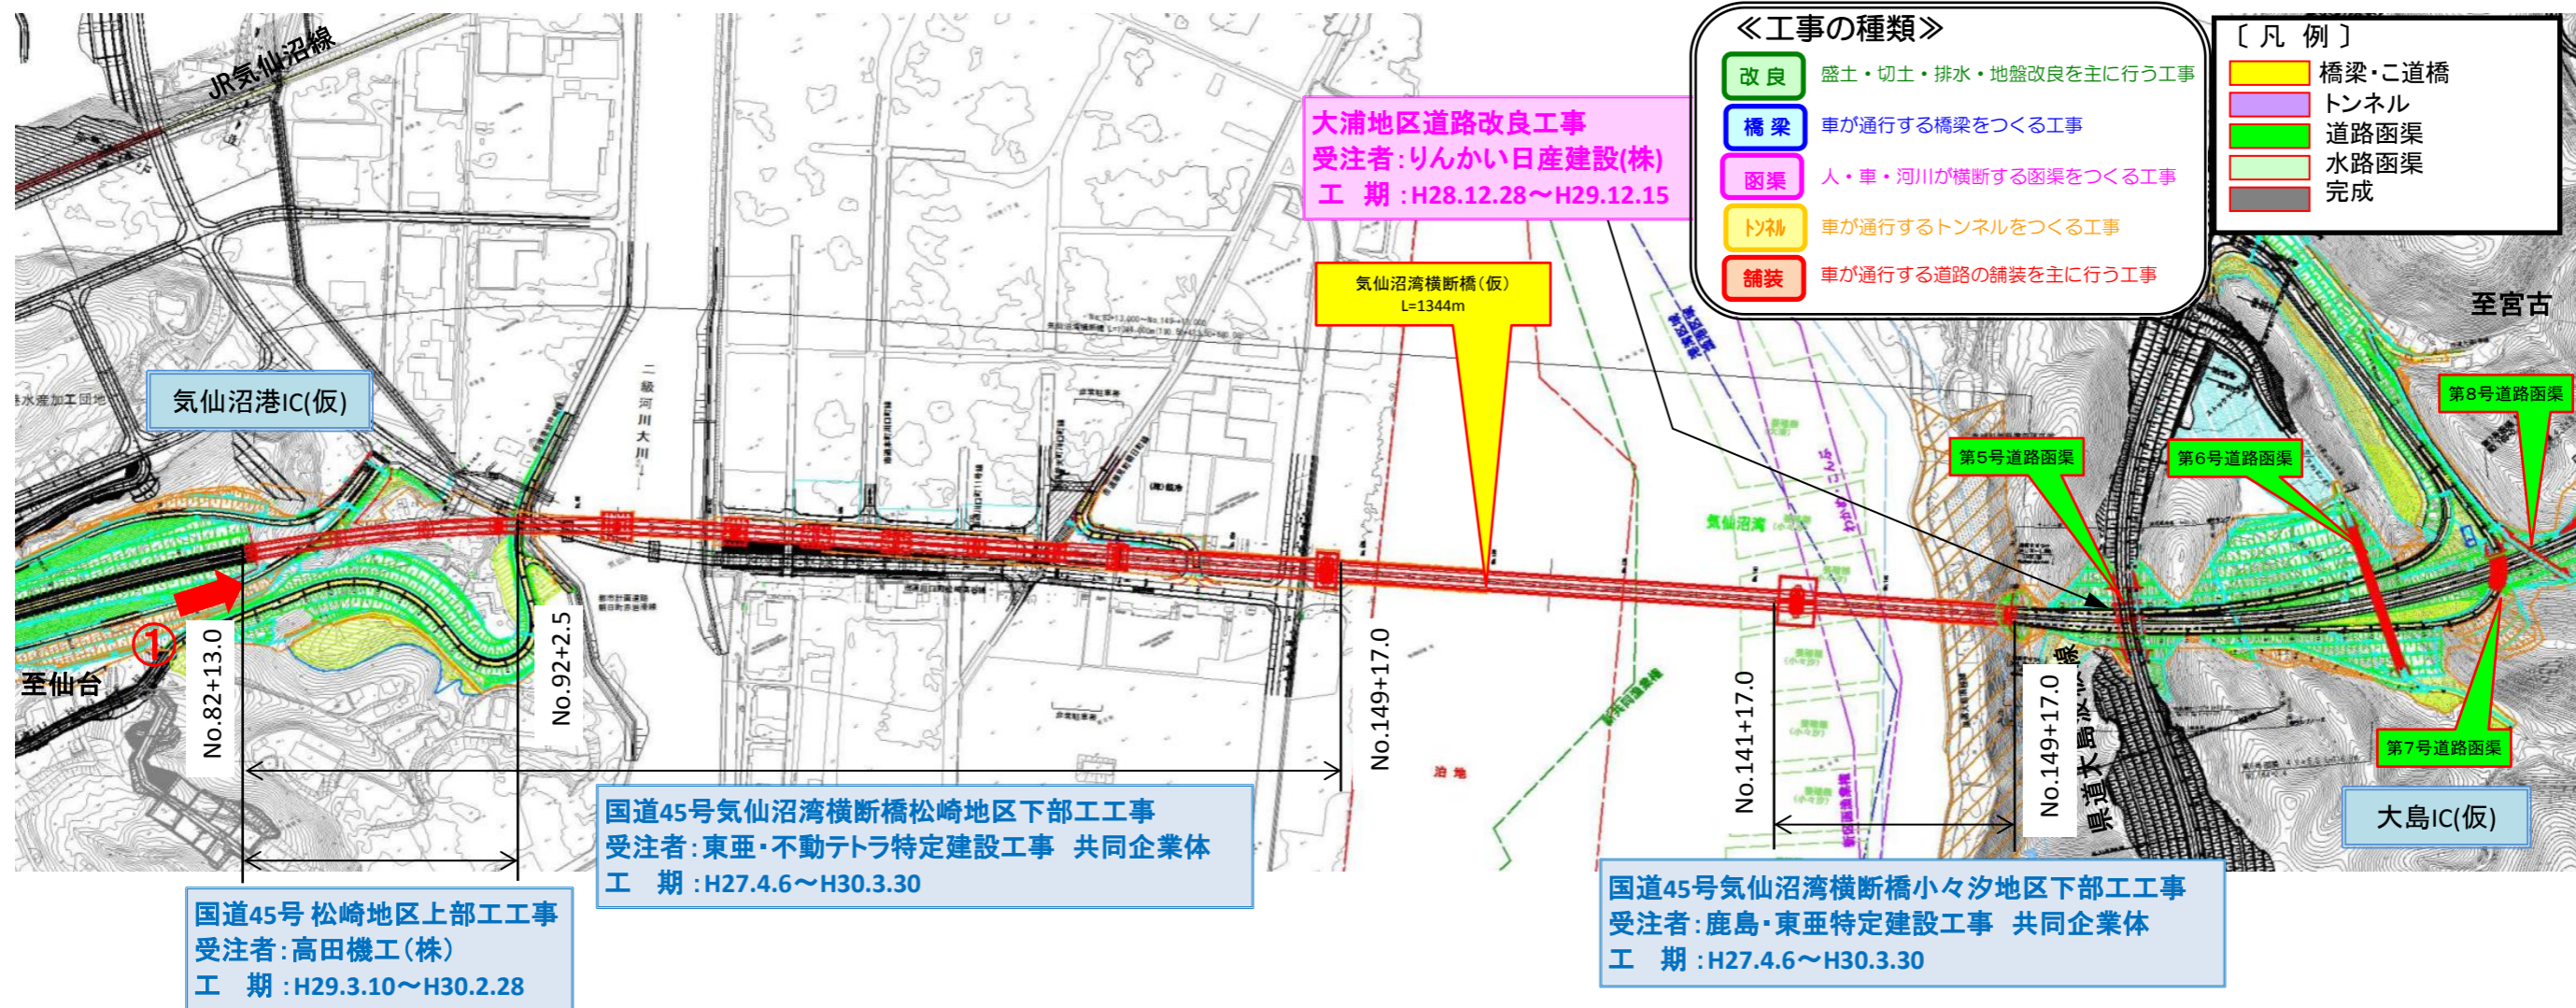 JR気仙沼線
≪工事の種類≫
改良 盛土・切土・排水・地盤改良を主に行う工事
橋梁 車が通行する橋梁をつくる工事
函渠 人・車・河川が横断する函渠をつくる工事
トンネル 車が通行するトンネルをつくる工事
舗装 車が通行する道路の舗装を主に行う工事
〔 凡 例 〕
橋梁・こ道橋
トンネル
道路函渠
水路函渠
完成
大浦地区道路改良工事
受注者：りんかい日産建設(株)
工　期：H28.12.28～H29.12.15
気仙沼湾横断橋（仮）
L=1344m
至宮古
気仙沼港IC(仮)
水産加工団地
二級河川大川
第8号道路函渠
第5号道路函渠
第6号道路函渠
気仙沼湾
わかめ・こんぶ
①
至仙台
No.82+13.0
No.92+2.5
No.149+17.0
No.141+17.0
No.149+17.0
泊地
第7号道路函渠
大島IC(仮)
国道45号気仙沼湾横断橋松崎地区下部工工事
受注者：東亜・不動テトラ特定建設工事 共同企業体
工　期：H27.4.6～H30.3.30
国道45号 松崎地区上部工工事
受注者：高田機工（株）
工　期：H29.3.10～H30.2.28
国道45号気仙沼湾横断橋小々汐地区下部工工事
受注者：鹿島・東亜特定建設工事 共同企業体
工　期：H27.4.6～H30.3.30